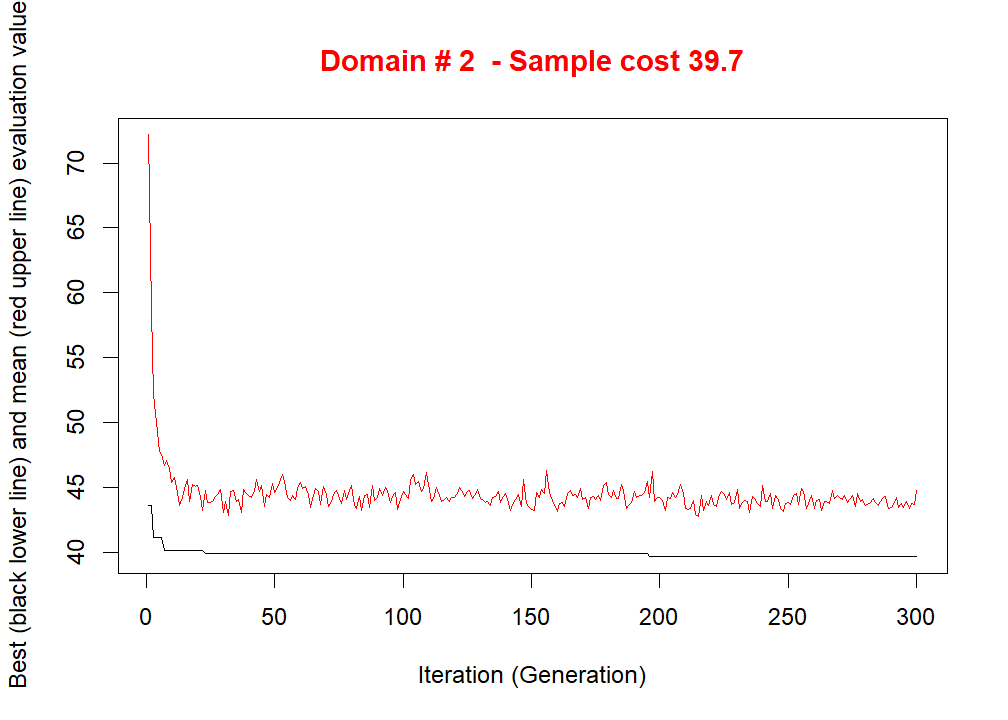 Domain # 2  - Sample cost 39.7
Best (black lower line) and mean (red upper line) evaluation value
70
65
60
55
50
45
40
0 50 100 150 200 250 300
Iteration (Generation)